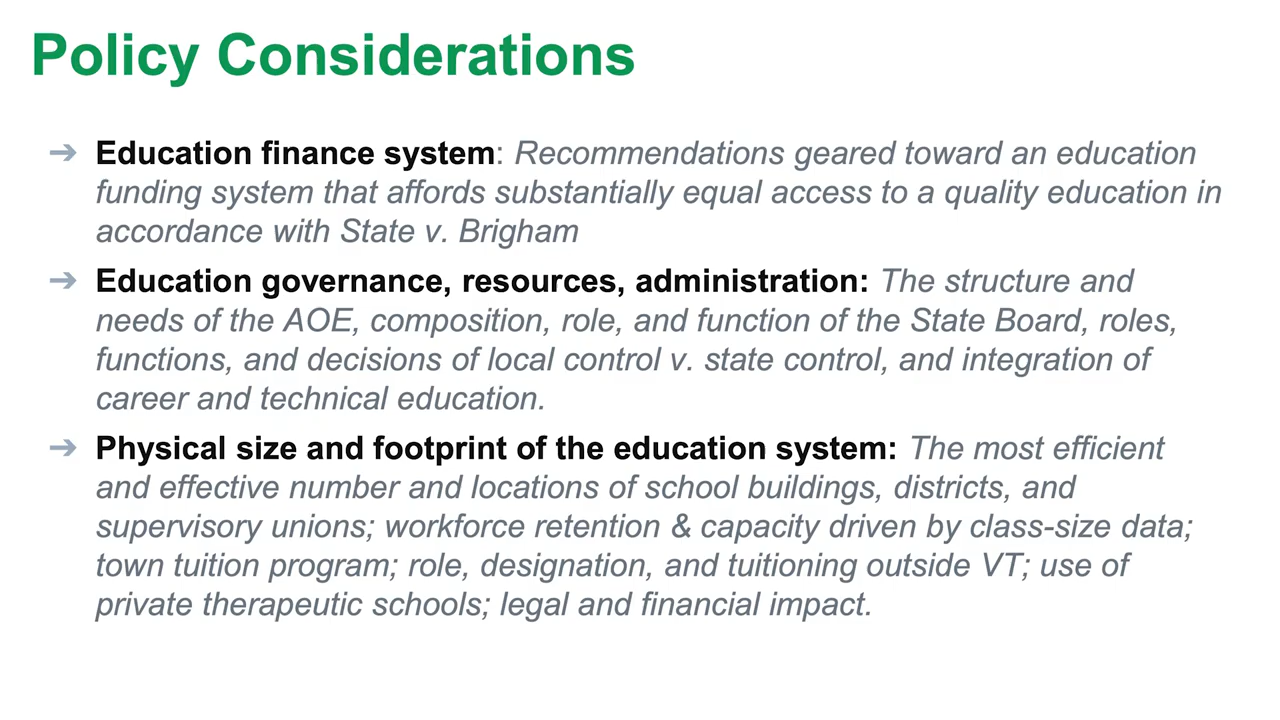 Policy Considerations
➔ Education finance system: Recommendations geared toward an education
funding system that affords substantially equal access to a quality education in
accordance with State v. Brigham
➔ Education governance, resources, administration: The structure and
needs of the AOE, composition, role, and function of the State Board, roles,
functions, and decisions of local control v. state control, and integration of
career and technical education.
➔ Physical size and footprint of the education system: The most efficient
and effective number and locations of school buildings, districts, and
supervisory unions; workforce retention & capacity driven by class-size data;
town tuition program; role, designation, and tuitioning outside VT; use of
private therapeutic schools; legal and financial impact.